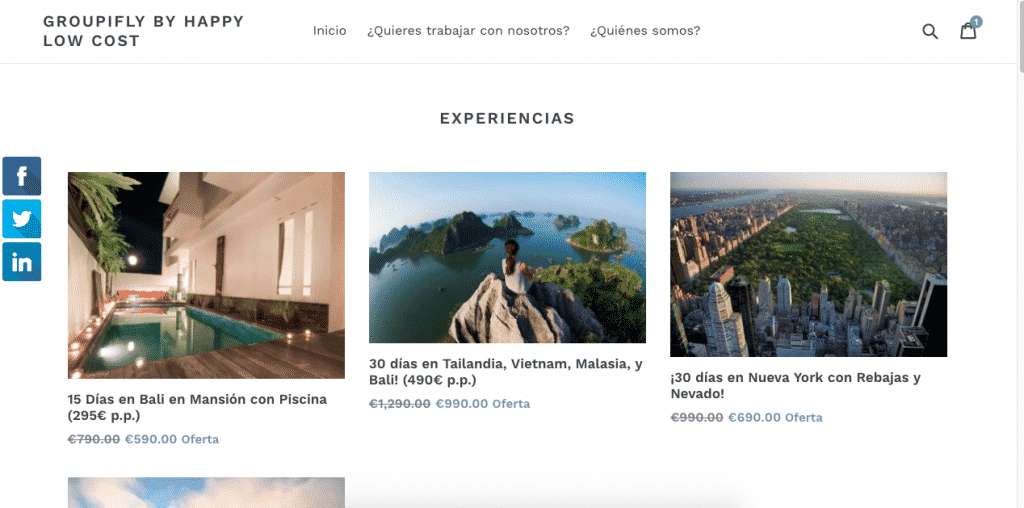 GROUPIFLY BY HAPPY
LOW COST
Inicio
¿Quieres trabajar con nosotros?
¿Quiénes somos?
1
EXPERIENCIAS
f
in
15 Días en Bali en Mansión con Piscina
(295€ p.p.)
€790.00 €590.00 Oferta
30 días en Tailandia, Vietnam, Malasia, y
Bali! (490€ p.p.)
€1,290.00 €990.00 Oferta
¡30 días en Nueva York con Rebajas y
Nevado!
€990.00 €690.00 Oferta